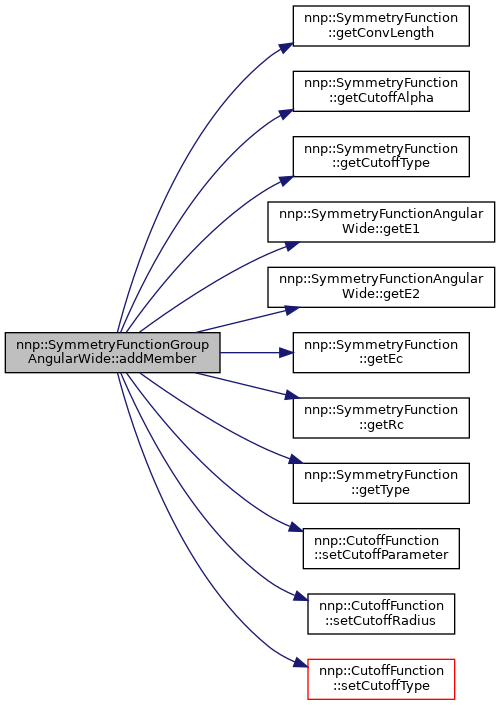 nnp::SymmetryFunctionGroup
AngularWide::addMember
nnp::SymmetryFunction
::getConvLength
nnp::SymmetryFunction
::getCutoffAlpha
nnp::SymmetryFunction
::getCutoffType
nnp::SymmetryFunctionAngular
Wide::getE1
nnp::SymmetryFunctionAngular
Wide::getE2
nnp::SymmetryFunction
::getEc
nnp::SymmetryFunction
::getRc
nnp::SymmetryFunction
::getType
nnp::CutoffFunction
::setCutoffParameter
nnp::CutoffFunction
::setCutoffRadius
nnp::CutoffFunction
::setCutoffType